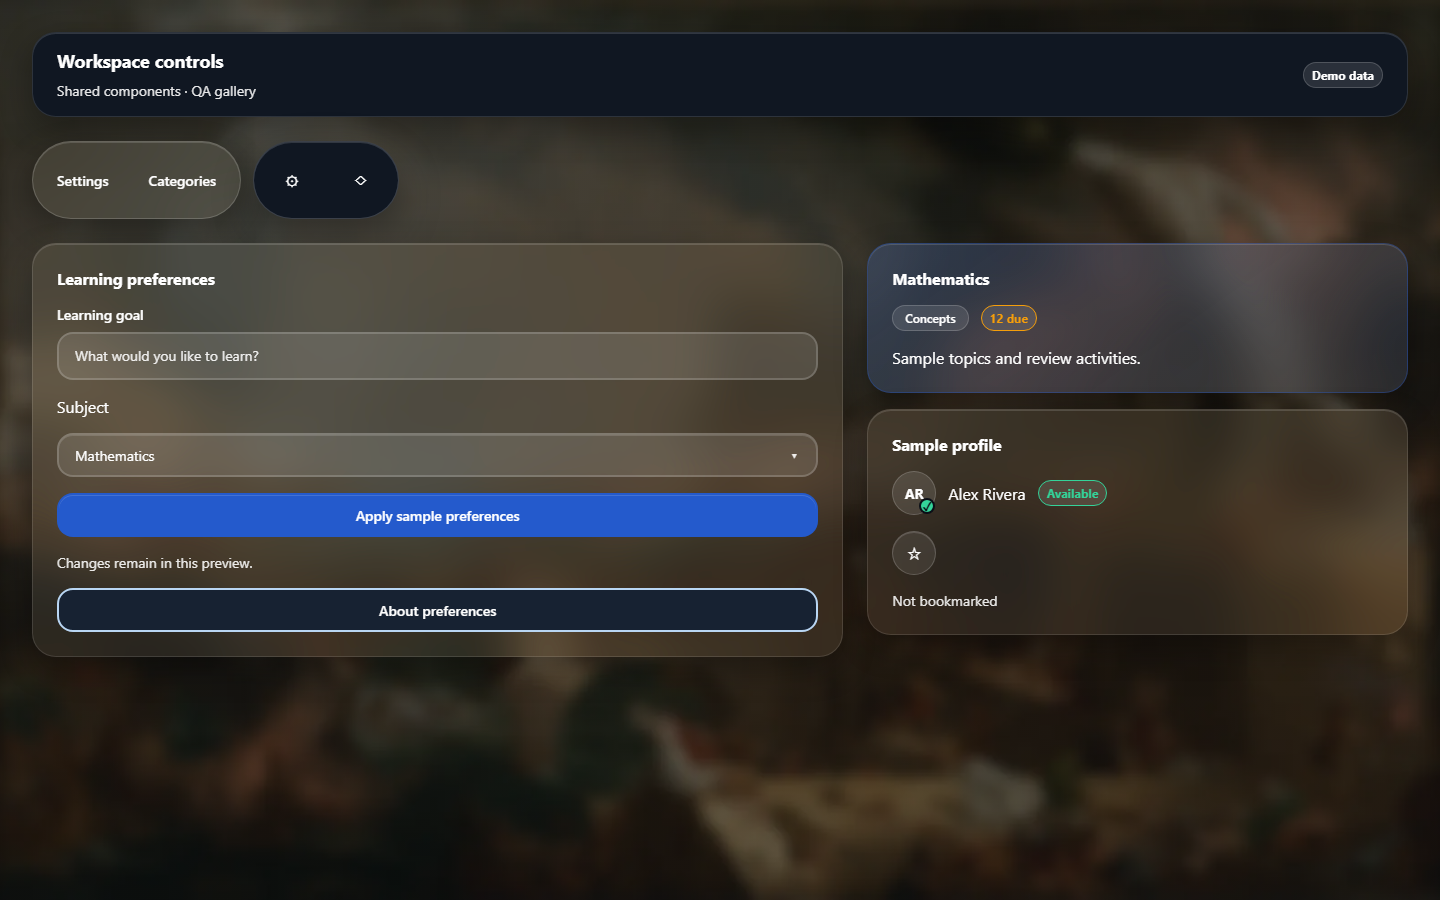 Workspace controls
Shared components · QA gallery
Demo data
Settings
Categories
Learning preferences
Learning goal
What would you like to learn?
Subject
Mathematics
Apply sample preferences
Changes remain in this preview.
About preferences
Mathematics
Concepts
12 due
Sample topics and review activities.
Sample profile
AR
Alex Rivera
Available
Not bookmarked